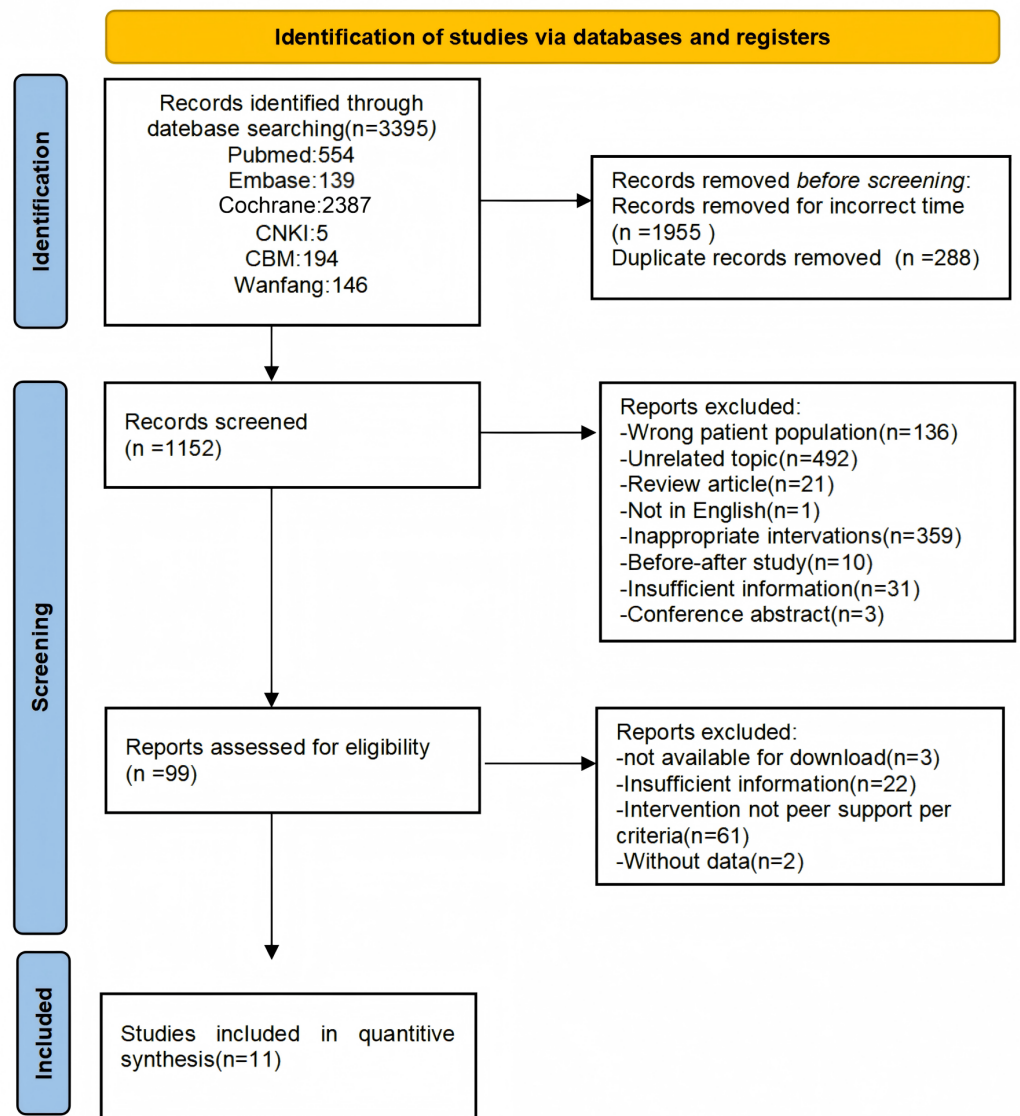 Identification of studies via databases and registers
Identification
Records identified through
datebase searching(n=3395)
Pubmed:554
Embase:139
Cochrane:2387
CNKI:5
CBM:194
Wanfang:146
Records removed before screening:
Records removed for incorrect time
(n =1955 )
Duplicate records removed (n =288)
Screening
Records screened
(n =1152)
Reports excluded:
-Wrong patient population(n=136)
-Unrelated topic(n=492)
-Review article(n=21)
-Not in English(n=1)
-Inappropriate intervations(n=359)
-Before-after study(n=10)
-Insufficient information(n=31)
-Conference abstract(n=3)
Reports assessed for eligibility
(n =99)
Reports excluded:
-not available for download(n=3)
-Insufficient information(n=22)
-Intervention not peer support per
criteria(n=61)
-Without data(n=2)
Included
Studies included in quantitive
synthesis(n=11)